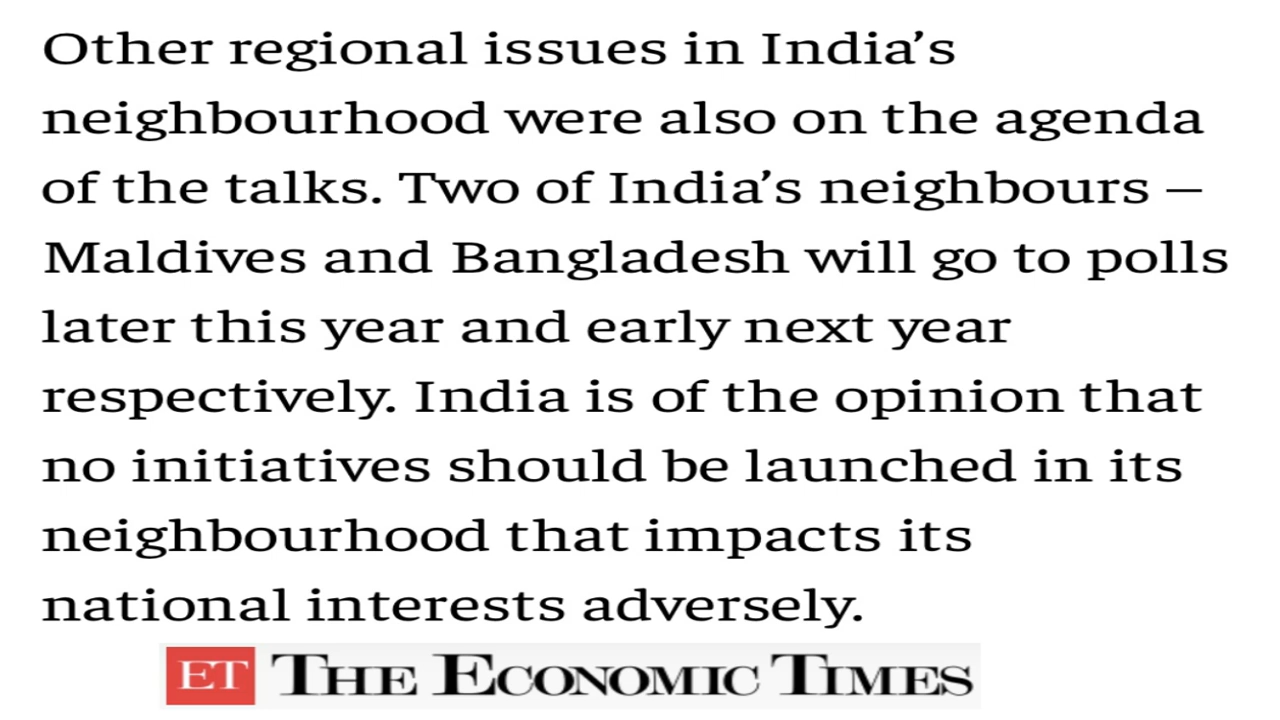 Other regional issues in India’s
neighbourhood were also on the agenda
of the talks. Two of India’s neighbours –
Maldives and Bangladesh will go to polls
later this year and early next year
respectively. India is of the opinion that
no initiatives should be launched in its
neighbourhood that impacts its
national interests adversely.
ET THE ECONOMIC TIMES